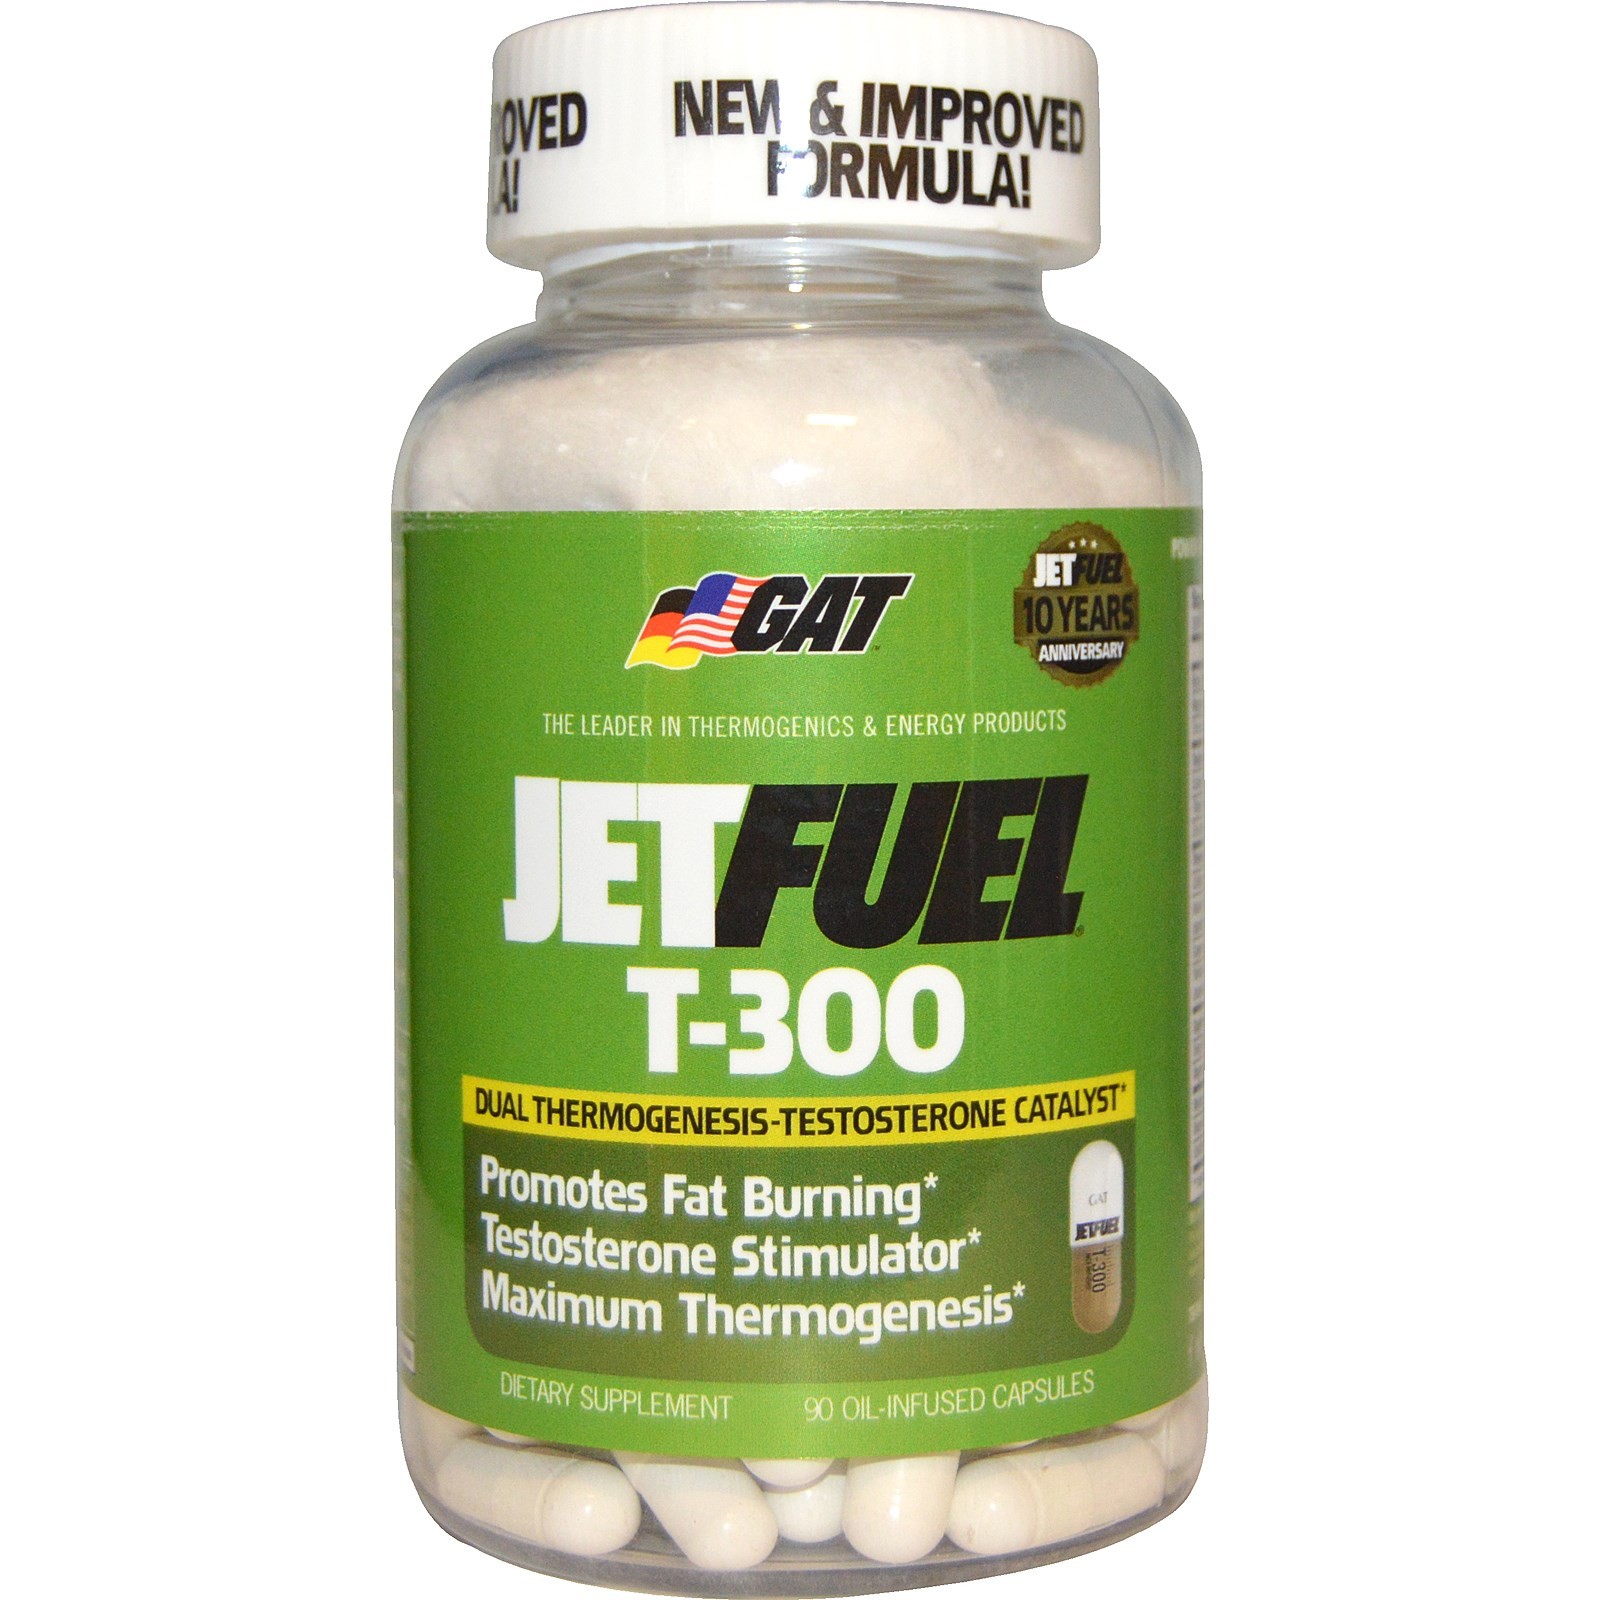 NEW & IMPROVED
FORMULA!
OVED
A!
GAT
JETFUEL
10 YEARS
ANNIVERSARY
THE LEADER IN THERMOGENICS & ENERGY PRODUCTS
JETFUEL®
T-300
DUAL THERMOGENESIS-TESTOSTERONE CATALYST*
Promotes Fat Burning*
Testosterone Stimulator*
Maximum Thermogenesis*
GAT
JETFUEL
T-300
DIETARY SUPPLEMENT
90 OIL-INFUSED CAPSULES